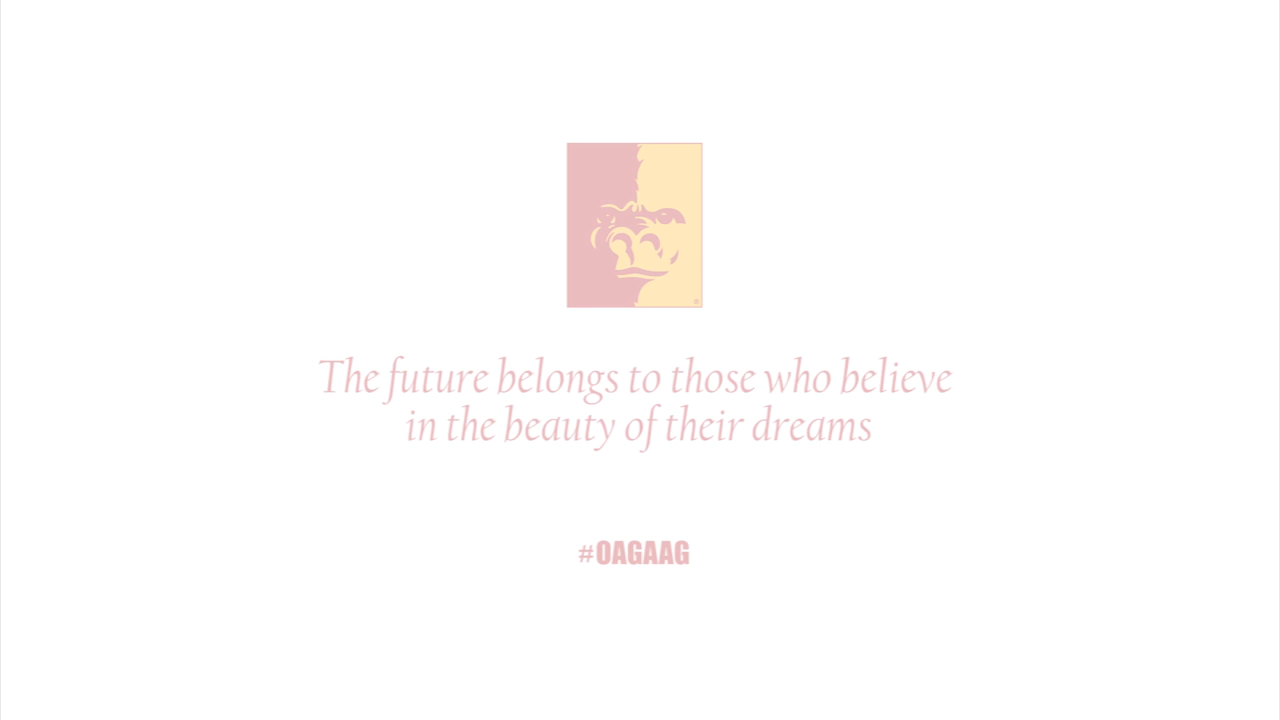 The future belongs to those who believe
in the beauty of their dreams
#OAGAAG